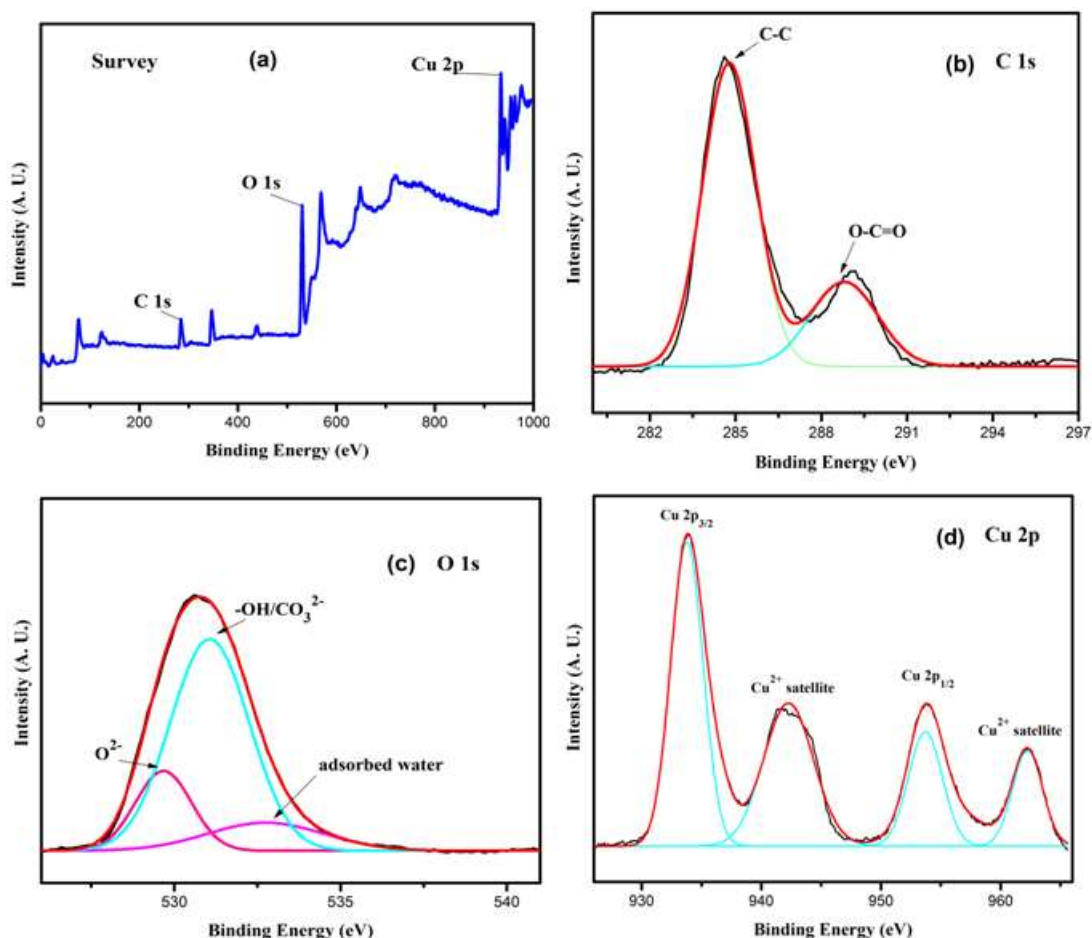 Survey
(a)
Cu 2p
O 1s
C 1s
Intensity (A. U.)
0 200 400 600 800 1000
Binding Energy (eV)
(b)
C 1s
C-C
O-C=O
Intensity (A. U.)
282 285 288 291 294 297
Binding Energy (eV)
(c) O 1s
-OH/CO₃²⁻
O²⁻
adsorbed water
Intensity (A. U.)
530 535 540
Binding Energy (eV)
(d) Cu 2p
Cu 2p₃/₂
Cu²⁺ satellite
Cu 2p₁/₂
Cu²⁺ satellite
Intensity (A. U.)
930 940 950 960
Binding Energy (eV)